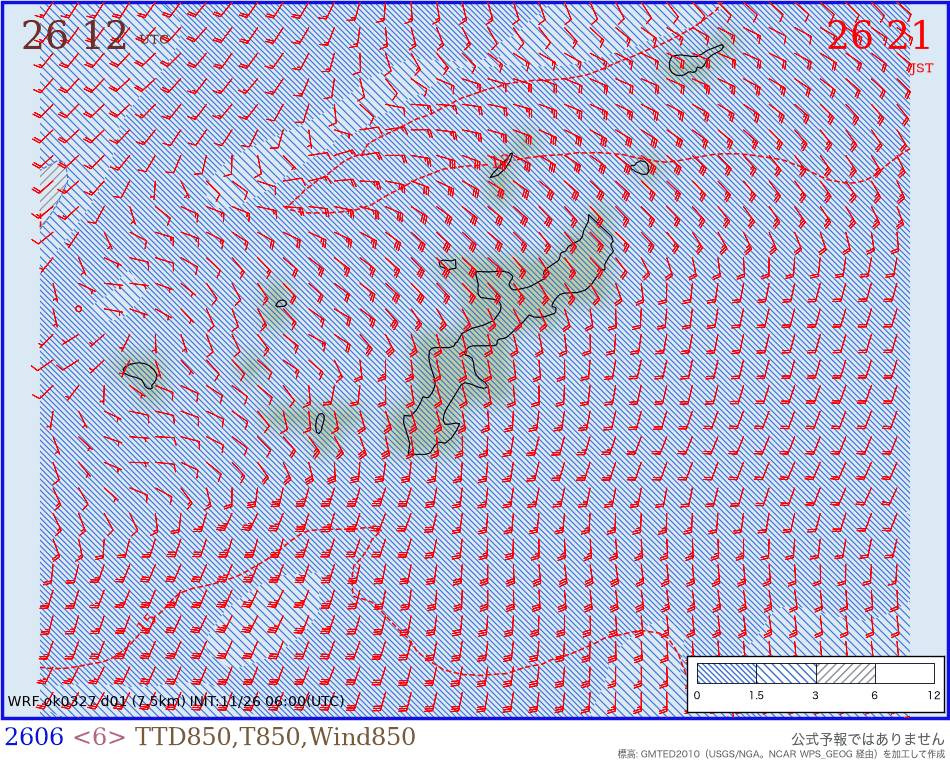 26 12 UTC
26 21
JST
15
15
WRF ok0327 d01 (7.5km) INIT:11/26 06:00(UTC)
0 1.5 3 6 12
2606 <6> TTD850,T850,Wind850
公式予報ではありません
標高: GMTED2010（USGS/NGA。NCAR WPS_GEOG 経由）を加工して作成